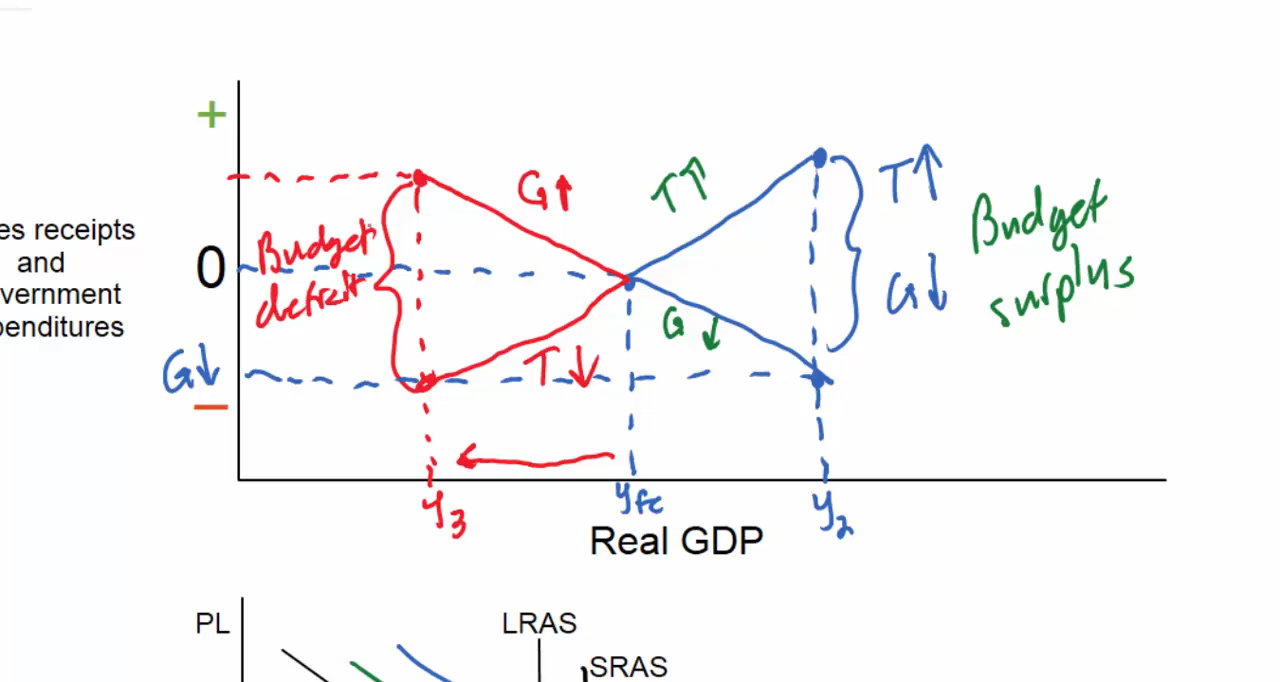 +
G↑
T↑
T↑
Budget
surplus
es receipts
and
vernment
penditures
0
Budget
deficit
G↓
G↓
G↓
T↓
−
y3
yfe
y2
Real GDP
PL
LRAS
SRAS